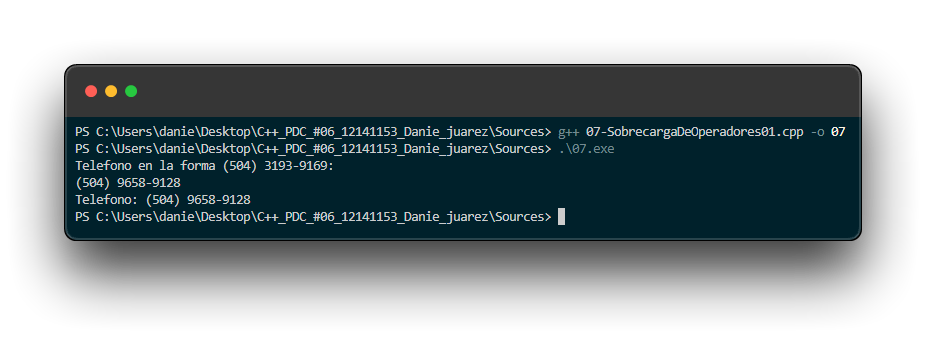 PS C:\Users\danie\Desktop\C++_PDC_#06_12141153_Danie_juarez\Sources> g++ 07-SobrecargaDeOperadores01.cpp -o 07
PS C:\Users\danie\Desktop\C++_PDC_#06_12141153_Danie_juarez\Sources> .\07.exe
Telefono en la forma (504) 3193-9169:
(504) 9658-9128
Telefono: (504) 9658-9128
PS C:\Users\danie\Desktop\C++_PDC_#06_12141153_Danie_juarez\Sources>